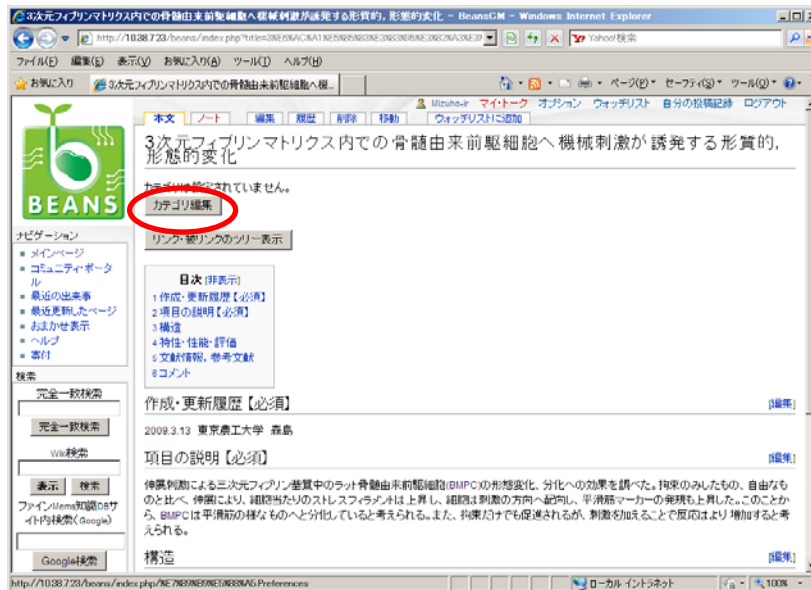 3次元フィブリンマトリクス内での骨髄由来前駆細胞へ機械刺激が誘発する形質的, 形態的変化 - BeansCM - Windows Internet Explorer
ファイル(F) 編集(E) 表示(V) お気に入り(A) ツール(T) ヘルプ(H)
Yahoo!検索
お気に入り
3次元フィブリンマトリクス内での骨髄由来前駆細胞へ機...
ページ(P) セーフティ(S) ツール(O)
マイ・トーク オプション ウォッチリスト 自分の投稿記録 ログアウト
本文 ノート 編集 履歴 削除 移動 ウォッチリストに追加
3次元フィブリンマトリクス内での骨髄由来前駆細胞へ機械刺激が誘発する形質的,
形態的変化
カテゴリは設定されていません。
カテゴリ編集
リンク・被リンクのツリー表示
BEANS
ナビゲーション
メインページ
コミュニティ・ポータ
ル
最近の出来事
最近更新したページ
おまかせ表示
ヘルプ
寄付
検索
完全一致検索
完全一致検索
Wiki検索
表示 検索
ファインMems知識DBサ
イト内検索(Google)
Google検索
目次 [非表示]
1 作成・更新履歴【必須】
2 項目の説明【必須】
3 構造
4 特性・性能・評価
5 文献情報, 参考文献
6 コメント
作成・更新履歴【必須】 [編集]
2009.3.13 東京農工大学 森島
項目の説明【必須】 [編集]
伸展刺激による三次元フィブリン基質中のラット骨髄由来前駆細胞(BMPC)の形態変化、分化への効果を調べた。拘束のみしたもの、自由なも
のと比べ、伸展により、細胞当たりのストレスフィラメントは上昇し、細胞は刺激の方向へ配向し、平滑筋マーカーの発現も上昇した。このことか
ら、BMPCは平滑筋の様なものへと分化していると考えられる。また、拘束だけでも促進されるが、刺激を加えることで反応はより増加すると考
えられる。
構造 [編集]
ローカル イントラネット 100%